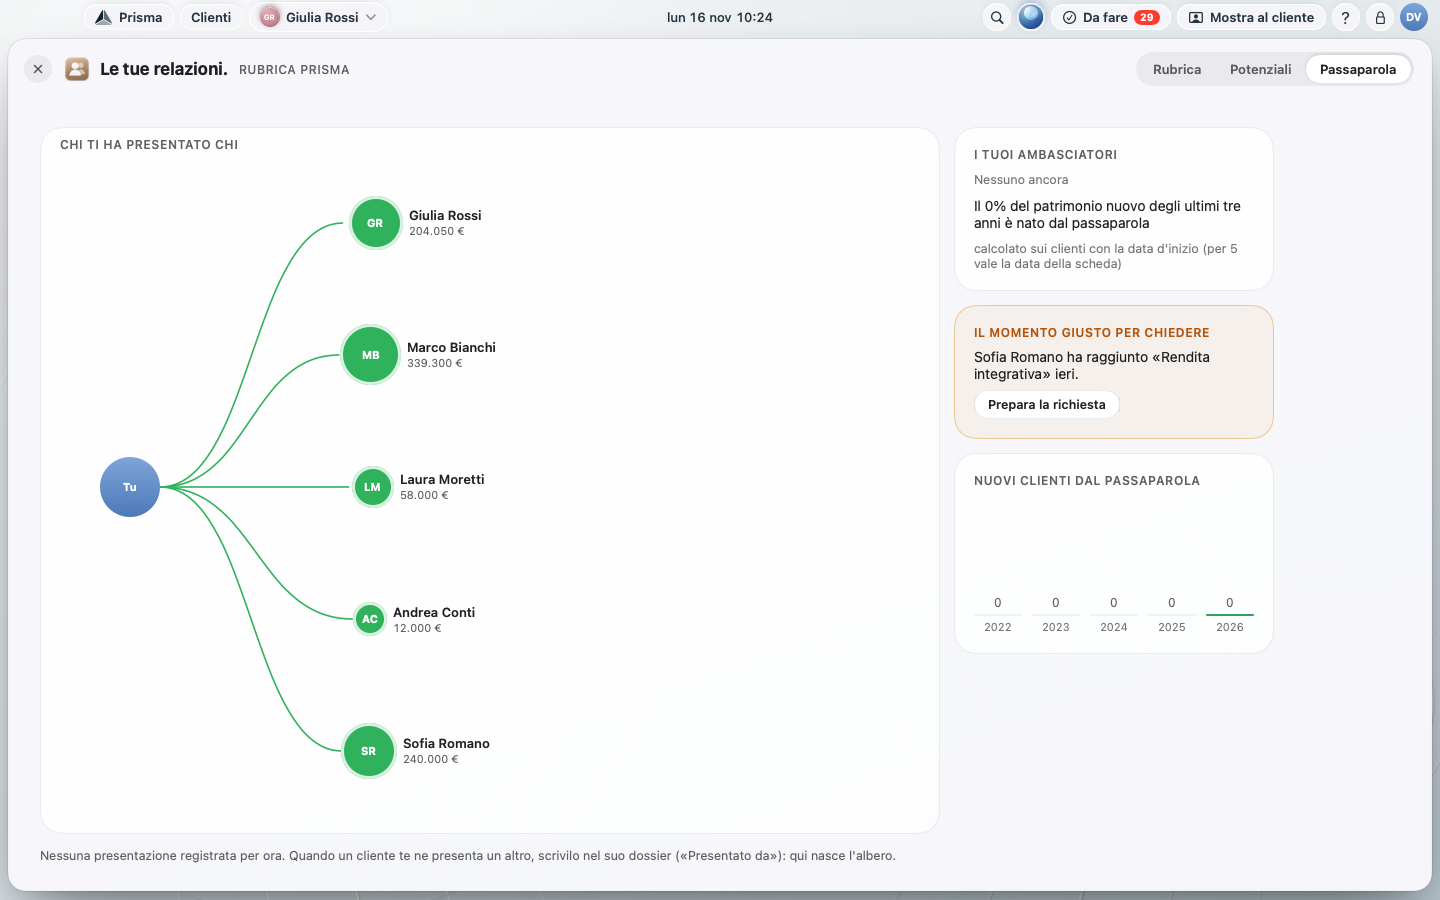 Prisma
Clienti
GR Giulia Rossi
lun 16 nov 10:24
Da fare 29
Mostra al cliente
?
DV
Le tue relazioni. RUBRICA PRISMA
Rubrica
Potenziali
Passaparola
CHI TI HA PRESENTATO CHI
GR
Giulia Rossi
204.050 €
MB
Marco Bianchi
339.300 €
Tu
LM
Laura Moretti
58.000 €
AC
Andrea Conti
12.000 €
SR
Sofia Romano
240.000 €
Nessuna presentazione registrata per ora. Quando un cliente te ne presenta un altro, scrivilo nel suo dossier («Presentato da»): qui nasce l'albero.
I TUOI AMBASCIATORI
Nessuno ancora
Il 0% del patrimonio nuovo degli ultimi tre
anni è nato dal passaparola
calcolato sui clienti con la data d'inizio (per 5
vale la data della scheda)
IL MOMENTO GIUSTO PER CHIEDERE
Sofia Romano ha raggiunto «Rendita
integrativa» ieri.
Prepara la richiesta
NUOVI CLIENTI DAL PASSAPAROLA
0 0 0 0 0
2022 2023 2024 2025 2026